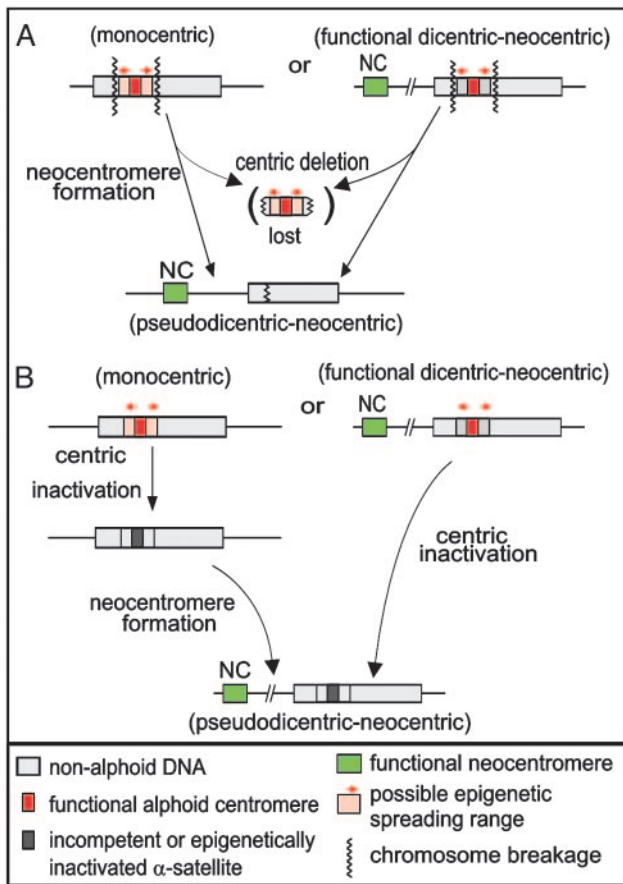 A
(monocentric)
or
(functional dicentric-neocentric)
NC
neocentromere
formation
centric deletion
( )
lost
NC
(pseudodicentric-neocentric)
B
(monocentric)
or
(functional dicentric-neocentric)
NC
centric
inactivation
centric
inactivation
neocentromere
formation
NC
(pseudodicentric-neocentric)
non-alphoid DNA
functional alphoid centromere
incompetent or epigenetically
inactivated α-satellite
functional neocentromere
possible epigenetic
spreading range
chromosome breakage